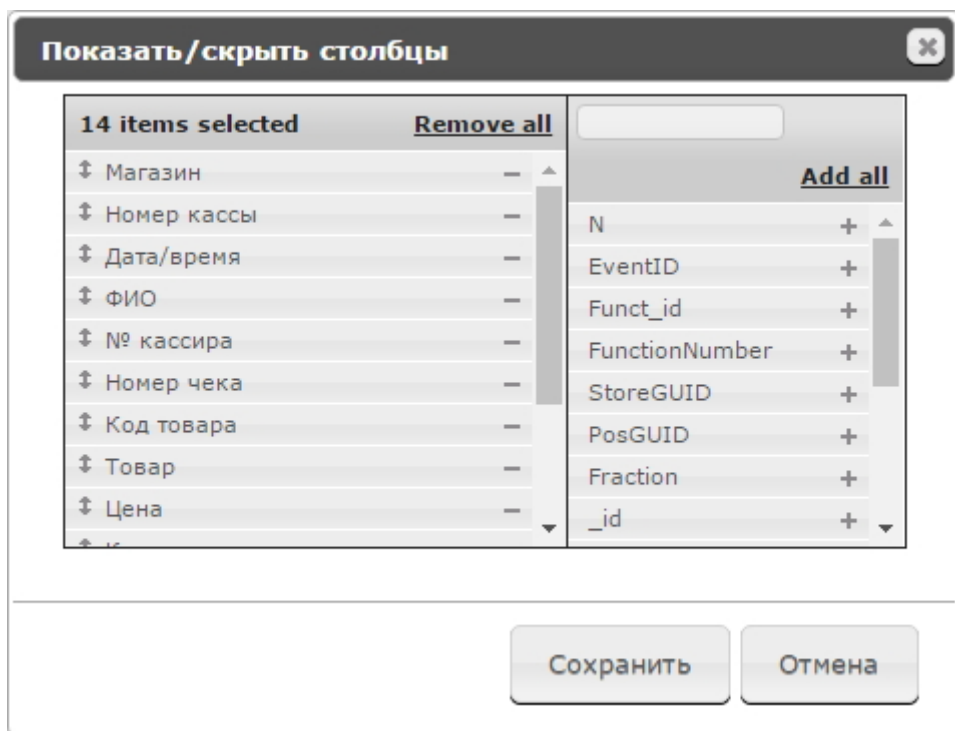 Показать/скрыть столбцы
14 items selected
Remove all
Магазин
Номер кассы
Дата/время
ФИО
№ кассира
Номер чека
Код товара
Товар
Цена
Add all
N
EventID
Funct_id
FunctionNumber
StoreGUID
PosGUID
Fraction
_id
Сохранить
Отмена